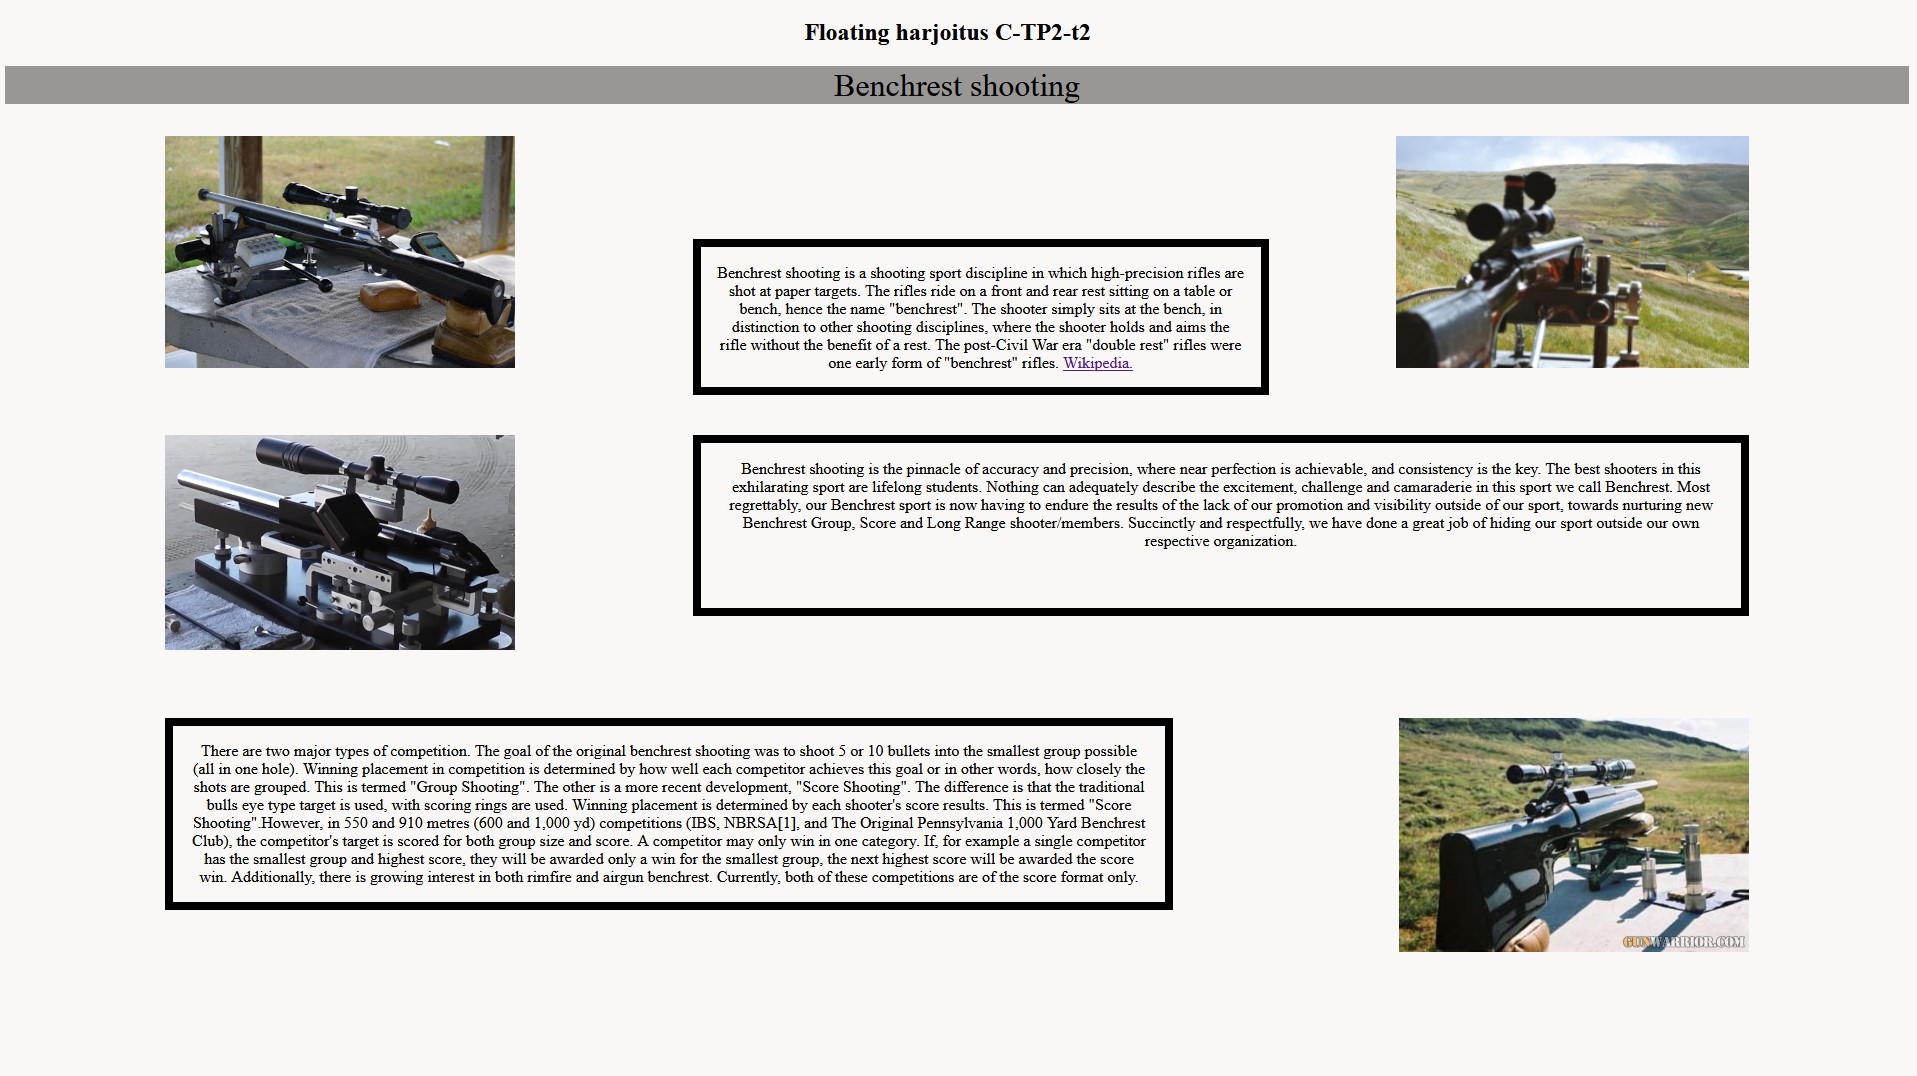 Floating harjoitus C-TP2-t2
Benchrest shooting
Benchrest shooting is a shooting sport discipline in which high-precision rifles are
shot at paper targets. The rifles ride on a front and rear rest sitting on a table or
bench, hence the name "benchrest". The shooter simply sits at the bench, in
distinction to other shooting disciplines, where the shooter holds and aims the
rifle without the benefit of a rest. The post-Civil War era "double rest" rifles were
one early form of "benchrest" rifles. Wikipedia.
Benchrest shooting is the pinnacle of accuracy and precision, where near perfection is achievable, and consistency is the key. The best shooters in this
exhilarating sport are lifelong students. Nothing can adequately describe the excitement, challenge and camaraderie in this sport we call Benchrest. Most
regrettably, our Benchrest sport is now having to endure the results of the lack of our promotion and visibility outside of our sport, towards nurturing new
Benchrest Group, Score and Long Range shooter/members. Succinctly and respectfully, we have done a great job of hiding our sport outside our own
respective organization.
There are two major types of competition. The goal of the original benchrest shooting was to shoot 5 or 10 bullets into the smallest group possible
(all in one hole). Winning placement in competition is determined by how well each competitor achieves this goal or in other words, how closely the
shots are grouped. This is termed "Group Shooting". The other is a more recent development, "Score Shooting". The difference is that the traditional
bulls eye type target is used, with scoring rings are used. Winning placement is determined by each shooter's score results. This is termed "Score
Shooting".However, in 550 and 910 metres (600 and 1,000 yd) competitions (IBS, NBRSA[1], and The Original Pennsylvania 1,000 Yard Benchrest
Club), the competitor's target is scored for both group size and score. A competitor may only win in one category. If, for example a single competitor
has the smallest group and highest score, they will be awarded only a win for the smallest group, the next highest score will be awarded the score
win. Additionally, there is growing interest in both rimfire and airgun benchrest. Currently, both of these competitions are of the score format only.
GUNWARRIOR.COM